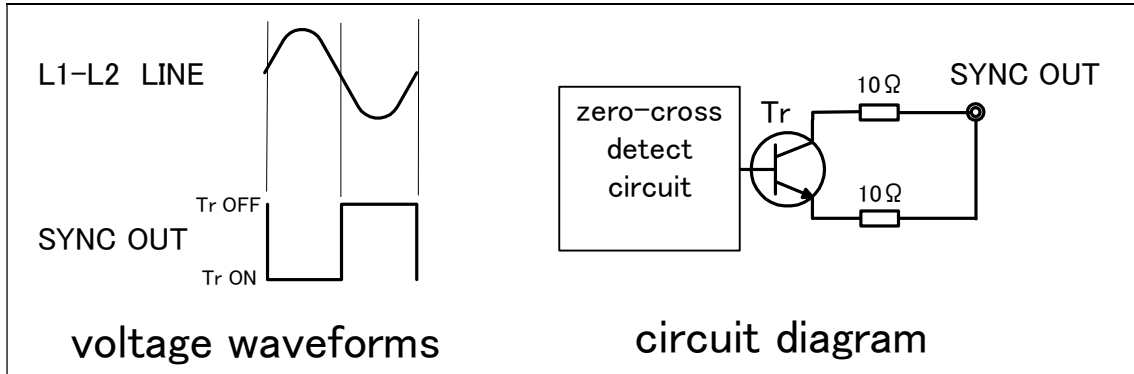 L1-L2 LINE
Tr OFF
SYNC OUT
Tr ON
voltage waveforms
zero-cross
detect
circuit
Tr
10Ω
SYNC OUT
10Ω
circuit diagram